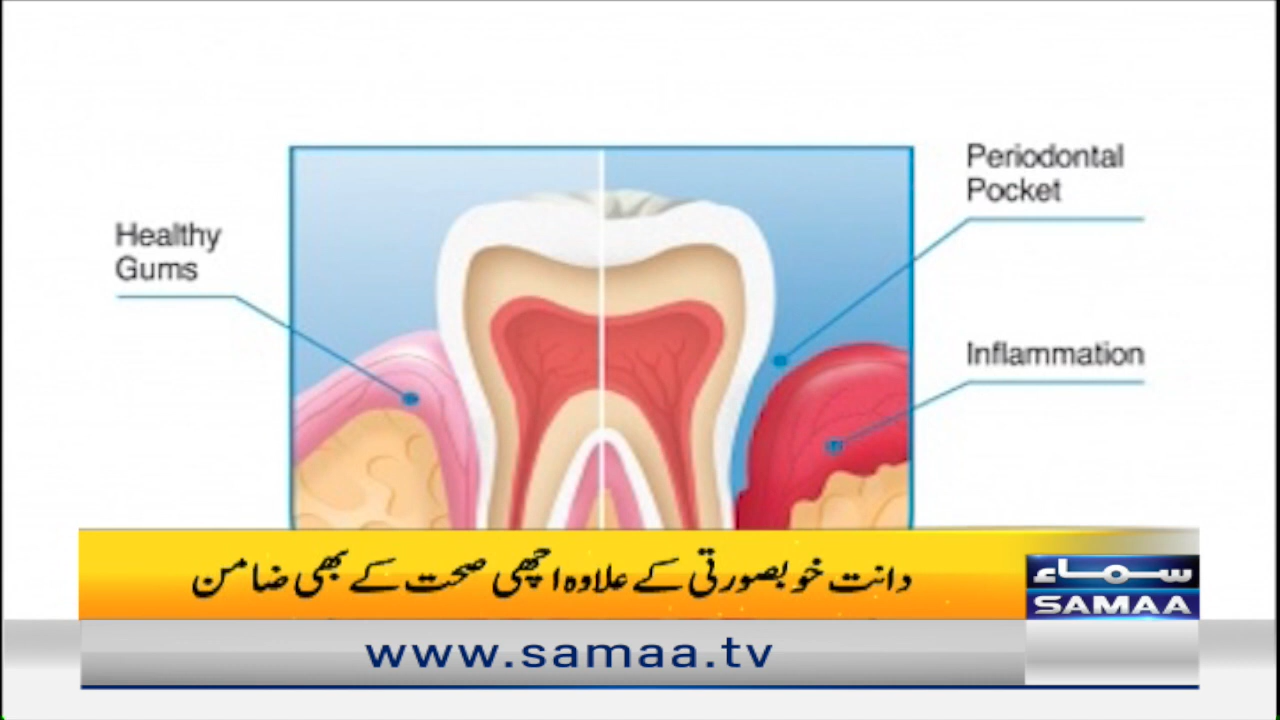 Periodontal
Pocket
Healthy
Gums
Inflammation
دانت خوبصورتی کے علاوہ اچھی صحت کے بھی ضامن
سماء
SAMAA
www.samaa.tv